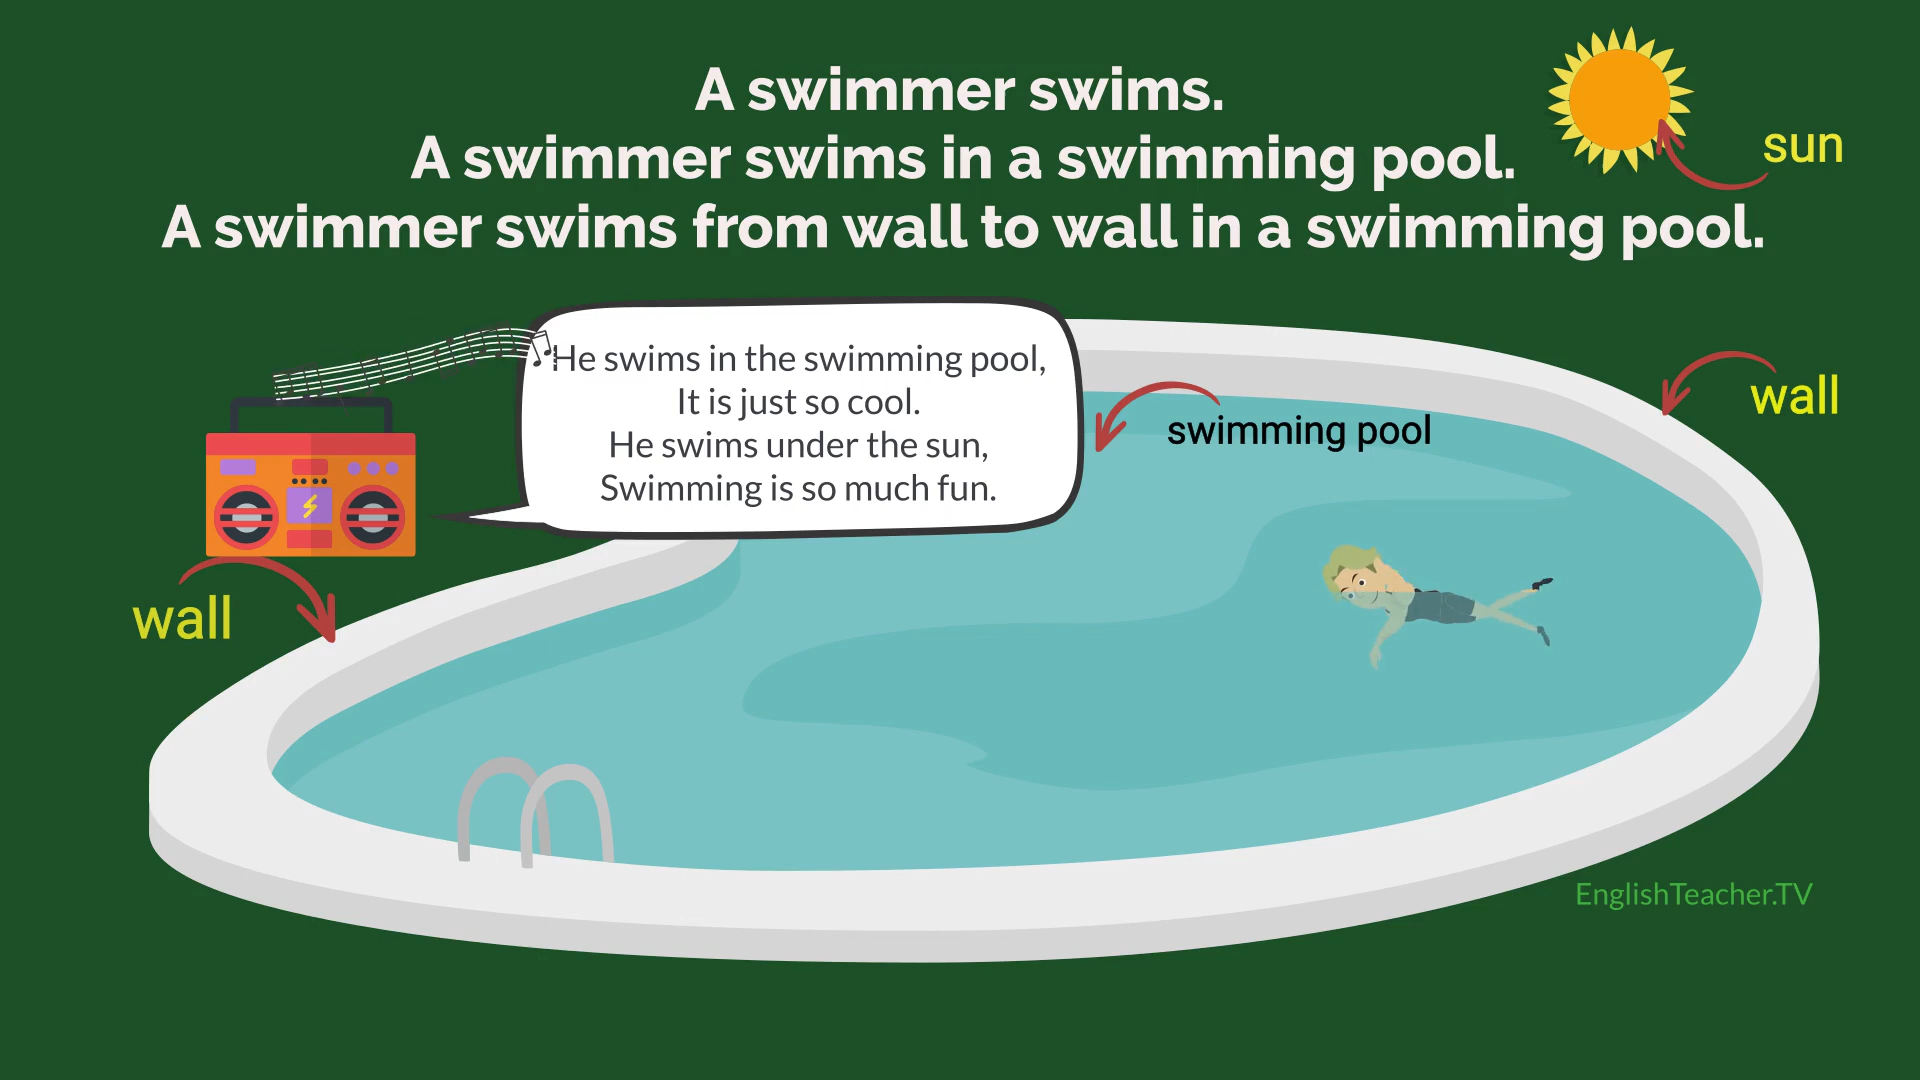 A swimmer swims.
A swimmer swims in a swimming pool.
A swimmer swims from wall to wall in a swimming pool.
sun
He swims in the swimming pool,
It is just so cool.
He swims under the sun,
Swimming is so much fun.
swimming pool
wall
wall
EnglishTeacher.TV